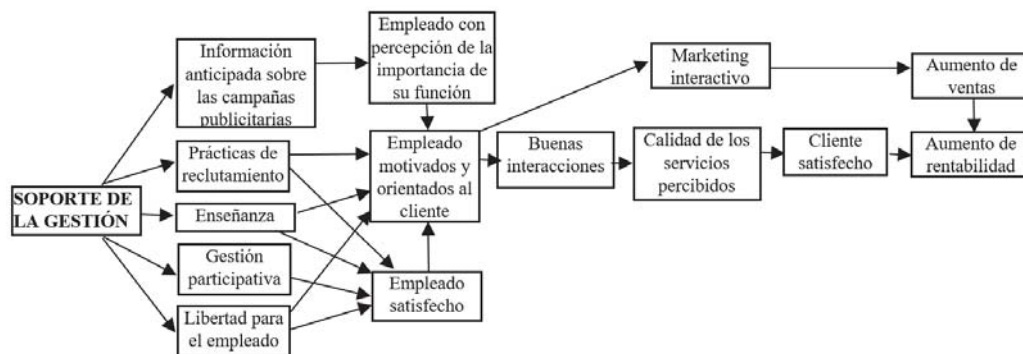 SOPORTE DE
LA GESTIÓN
Información
anticipada sobre
las campañas
publicitarias
Prácticas de
reclutamiento
Enseñanza
Gestión
participativa
Libertad para
el empleado
Empleado con
percepción de la
importancia de
su función
Empleado
motivados y
orientados al
cliente
Empleado
satisfecho
Marketing
interactivo
Buenas
interacciones
Calidad de los
servicios
percibidos
Cliente
satisfecho
Aumento de
ventas
Aumento de
rentabilidad